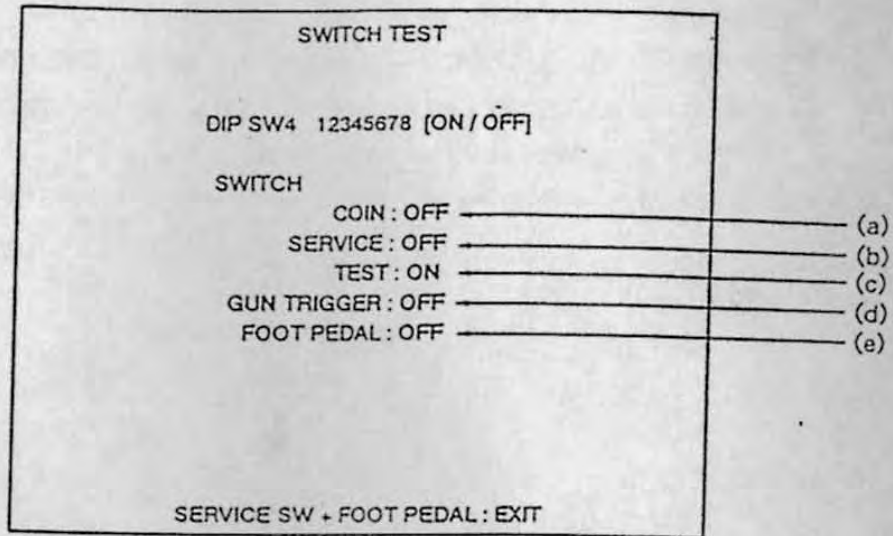 SWITCH TEST
DIP SW4 12345678 [ON / OFF]
SWITCH
COIN : OFF (a)
SERVICE : OFF (b)
TEST : ON (c)
GUN TRIGGER : OFF (d)
FOOT PEDAL : OFF (e)
SERVICE SW + FOOT PEDAL : EXIT